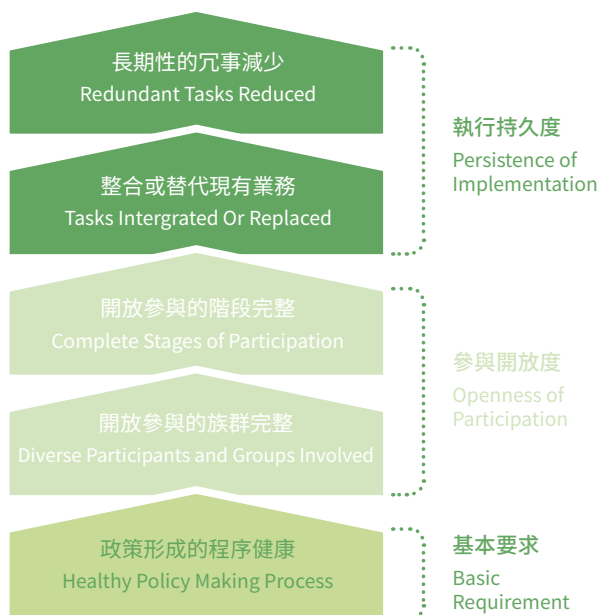 長期性的冗事減少
Redundant Tasks Reduced
執行持久度
Persistence of
Implementation
整合或替代現有業務
Tasks Intergrated Or Replaced
開放參與的階段完整
Complete Stages of Participation
參與開放度
Openness of
Participation
開放參與的族群完整
Diverse Participants and Groups Involved
政策形成的程序健康
Healthy Policy Making Process
基本要求
Basic
Requirement